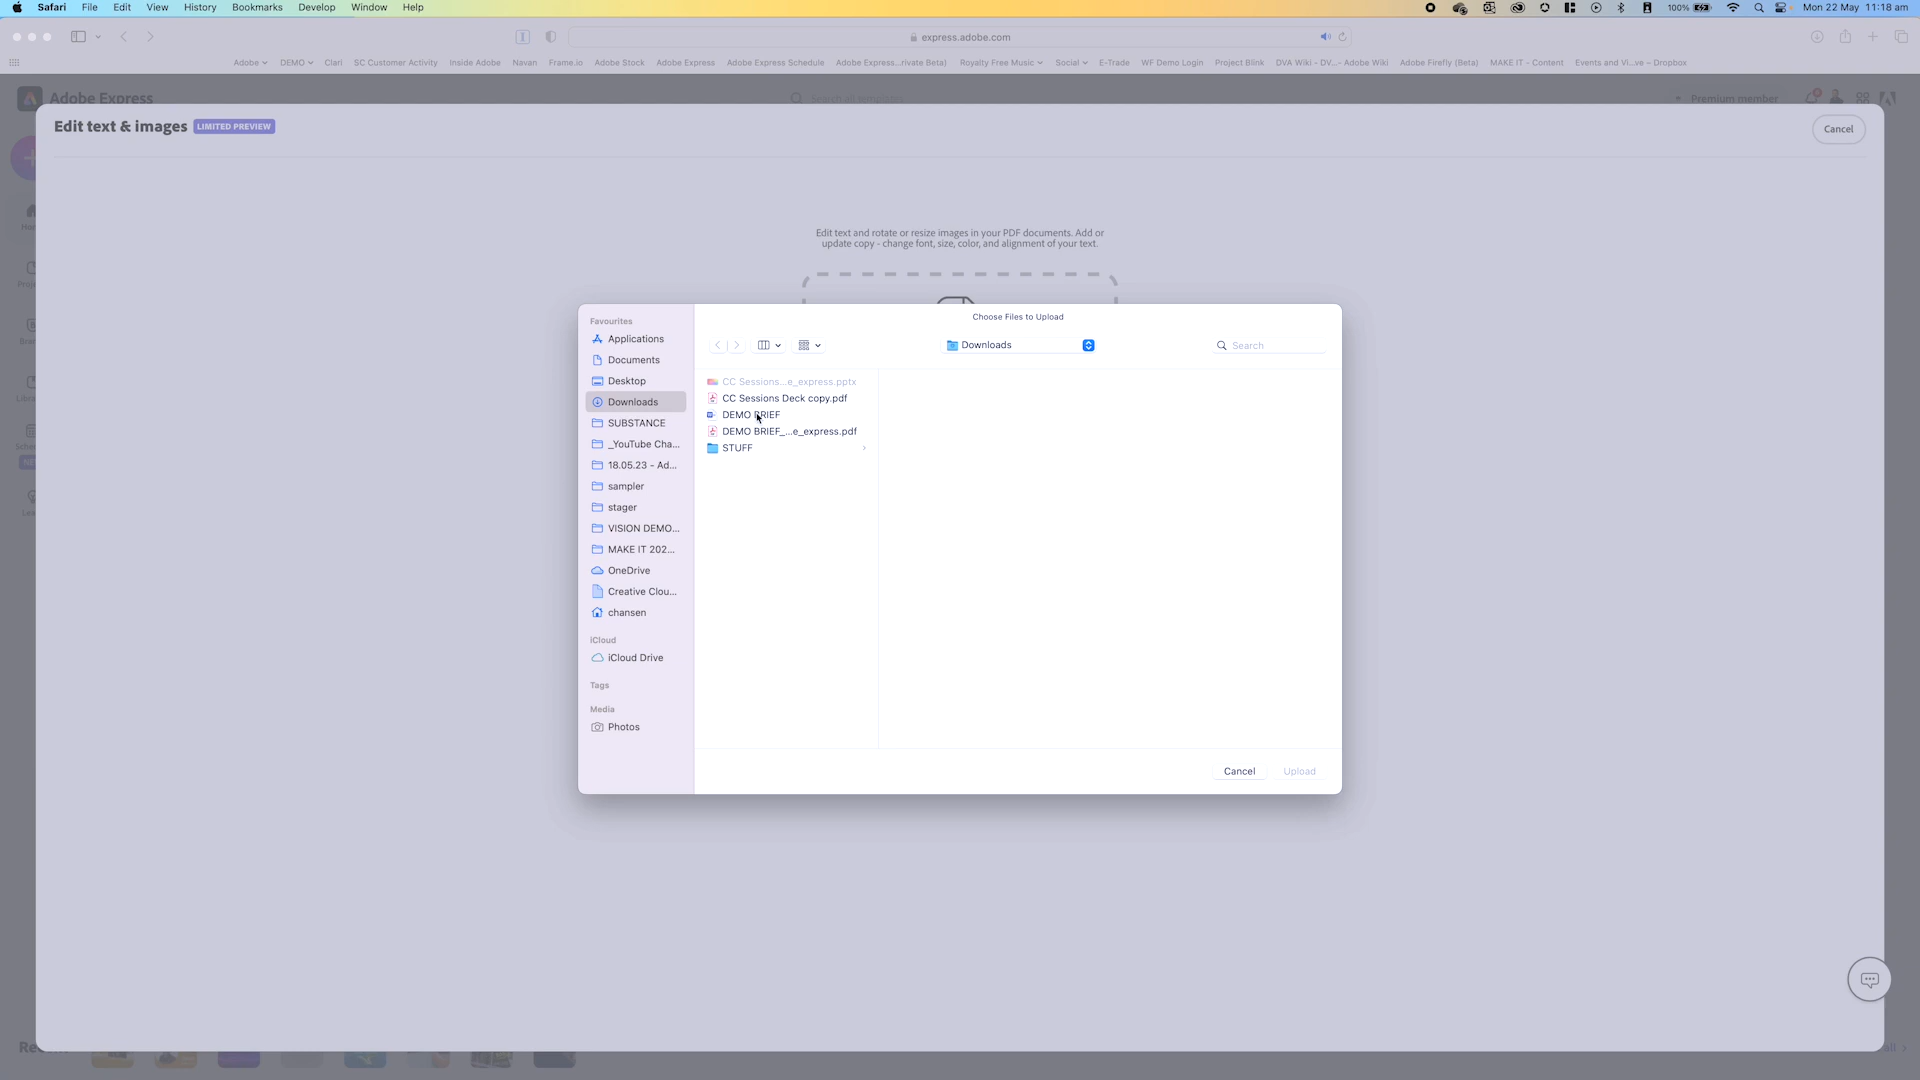 Safari File Edit View History Bookmarks Develop Window Help
100%
Mon 22 May 11:18 am
express.adobe.com
Adobe DEMO Clari SC Customer Activity Inside Adobe Navan Frame.io Adobe Stock Adobe Express Adobe Express Schedule Adobe Express...rivate Beta) Royalty Free Music Social E-Trade WF Demo Login Project Blink DVA Wiki - DV...- Adobe Wiki Adobe Firefly (Beta) MAKE IT - Content Events and Vi...ve – Dropbox
Adobe Express
Search all templates
Premium member
Edit text & images LIMITED PREVIEW
Cancel
Edit text and rotate or resize images in your PDF documents. Add or
update copy - change font, size, color, and alignment of your text.
Choose Files to Upload
Downloads
Search
Favourites
Applications
Documents
Desktop
Downloads
SUBSTANCE
_YouTube Cha...
18.05.23 - Ad...
sampler
stager
VISION DEMO...
MAKE IT 202...
OneDrive
Creative Clou...
chansen
iCloud
iCloud Drive
Tags
Media
Photos
CC Sessions...e_express.pptx
CC Sessions Deck copy.pdf
DEMO BRIEF
DEMO BRIEF_...e_express.pdf
STUFF
Cancel
Upload